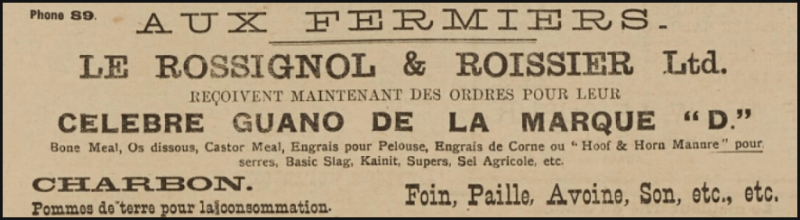 Phone 89.
AUX FERMIERS.
LE ROSSIGNOL & ROISSIER Ltd.
REÇOIVENT MAINTENANT DES ORDRES POUR LEUR
CELEBRE GUANO DE LA MARQUE "D."
Bone Meal, Os dissous, Castor Meal, Engrais pour Pelouse, Engrais de Corne ou "Hoof & Horn Manure" pour
serres, Basic Slag, Kainit, Supers, Sel Agricole, etc.
CHARBON.
Pommes de terre pour la consommation.
Foin, Paille, Avoine, Son, etc., etc.